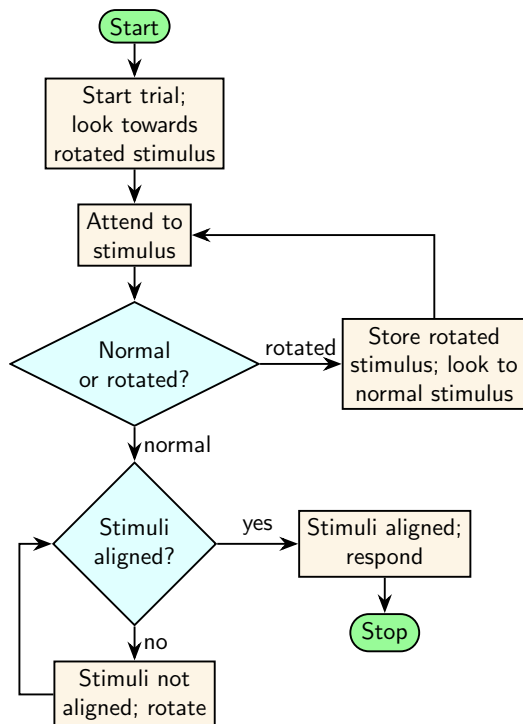 Start
Start trial;
look towards
rotated stimulus
Attend to
stimulus
Normal
or rotated?
rotated
Store rotated
stimulus; look to
normal stimulus
normal
Stimuli
aligned?
yes
Stimuli aligned;
respond
Stop
no
Stimuli not
aligned; rotate